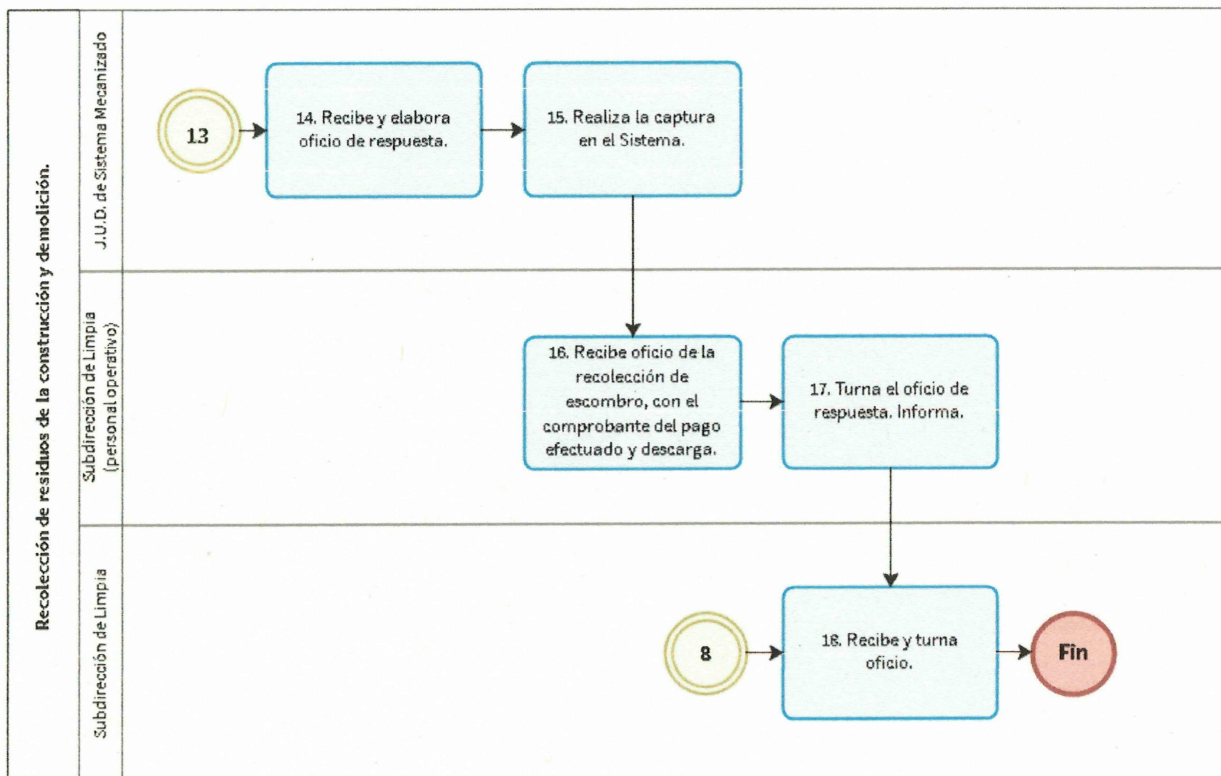 Recolección de residuos de la construcción y demolición.
J.U.D. de Sistema Mecanizado
13
14. Recibe y elabora
oficio de respuesta.
15. Realiza la captura
en el Sistema.
Subdirección de Limpia
(personal operativo)
16. Recibe oficio de la
recolección de
escombro, con el
comprobante del pago
efectuado y descarga.
17. Turna el oficio de
respuesta. Informa.
Subdirección de Limpia
8
18. Recibe y turna
oficio.
Fin